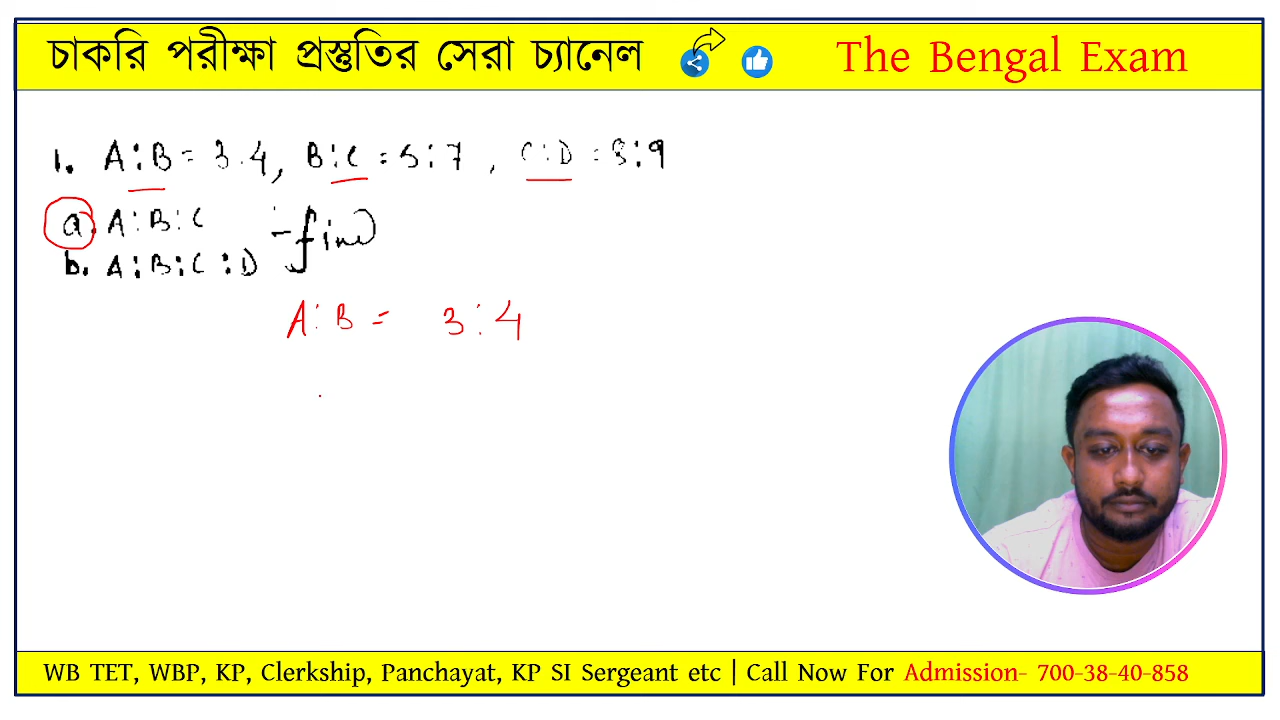 চাকরি পরীক্ষা প্রস্তুতির সেরা চ্যানেল The Bengal Exam
1. A:B = 3.4, B:C = 5:7, C:D = 8:9
a. A:B:C
b. A:B:C:D
find
A:B = 3:4
WB TET, WBP, KP, Clerkship, Panchayat, KP SI Sergeant etc | Call Now For Admission- 700-38-40-858